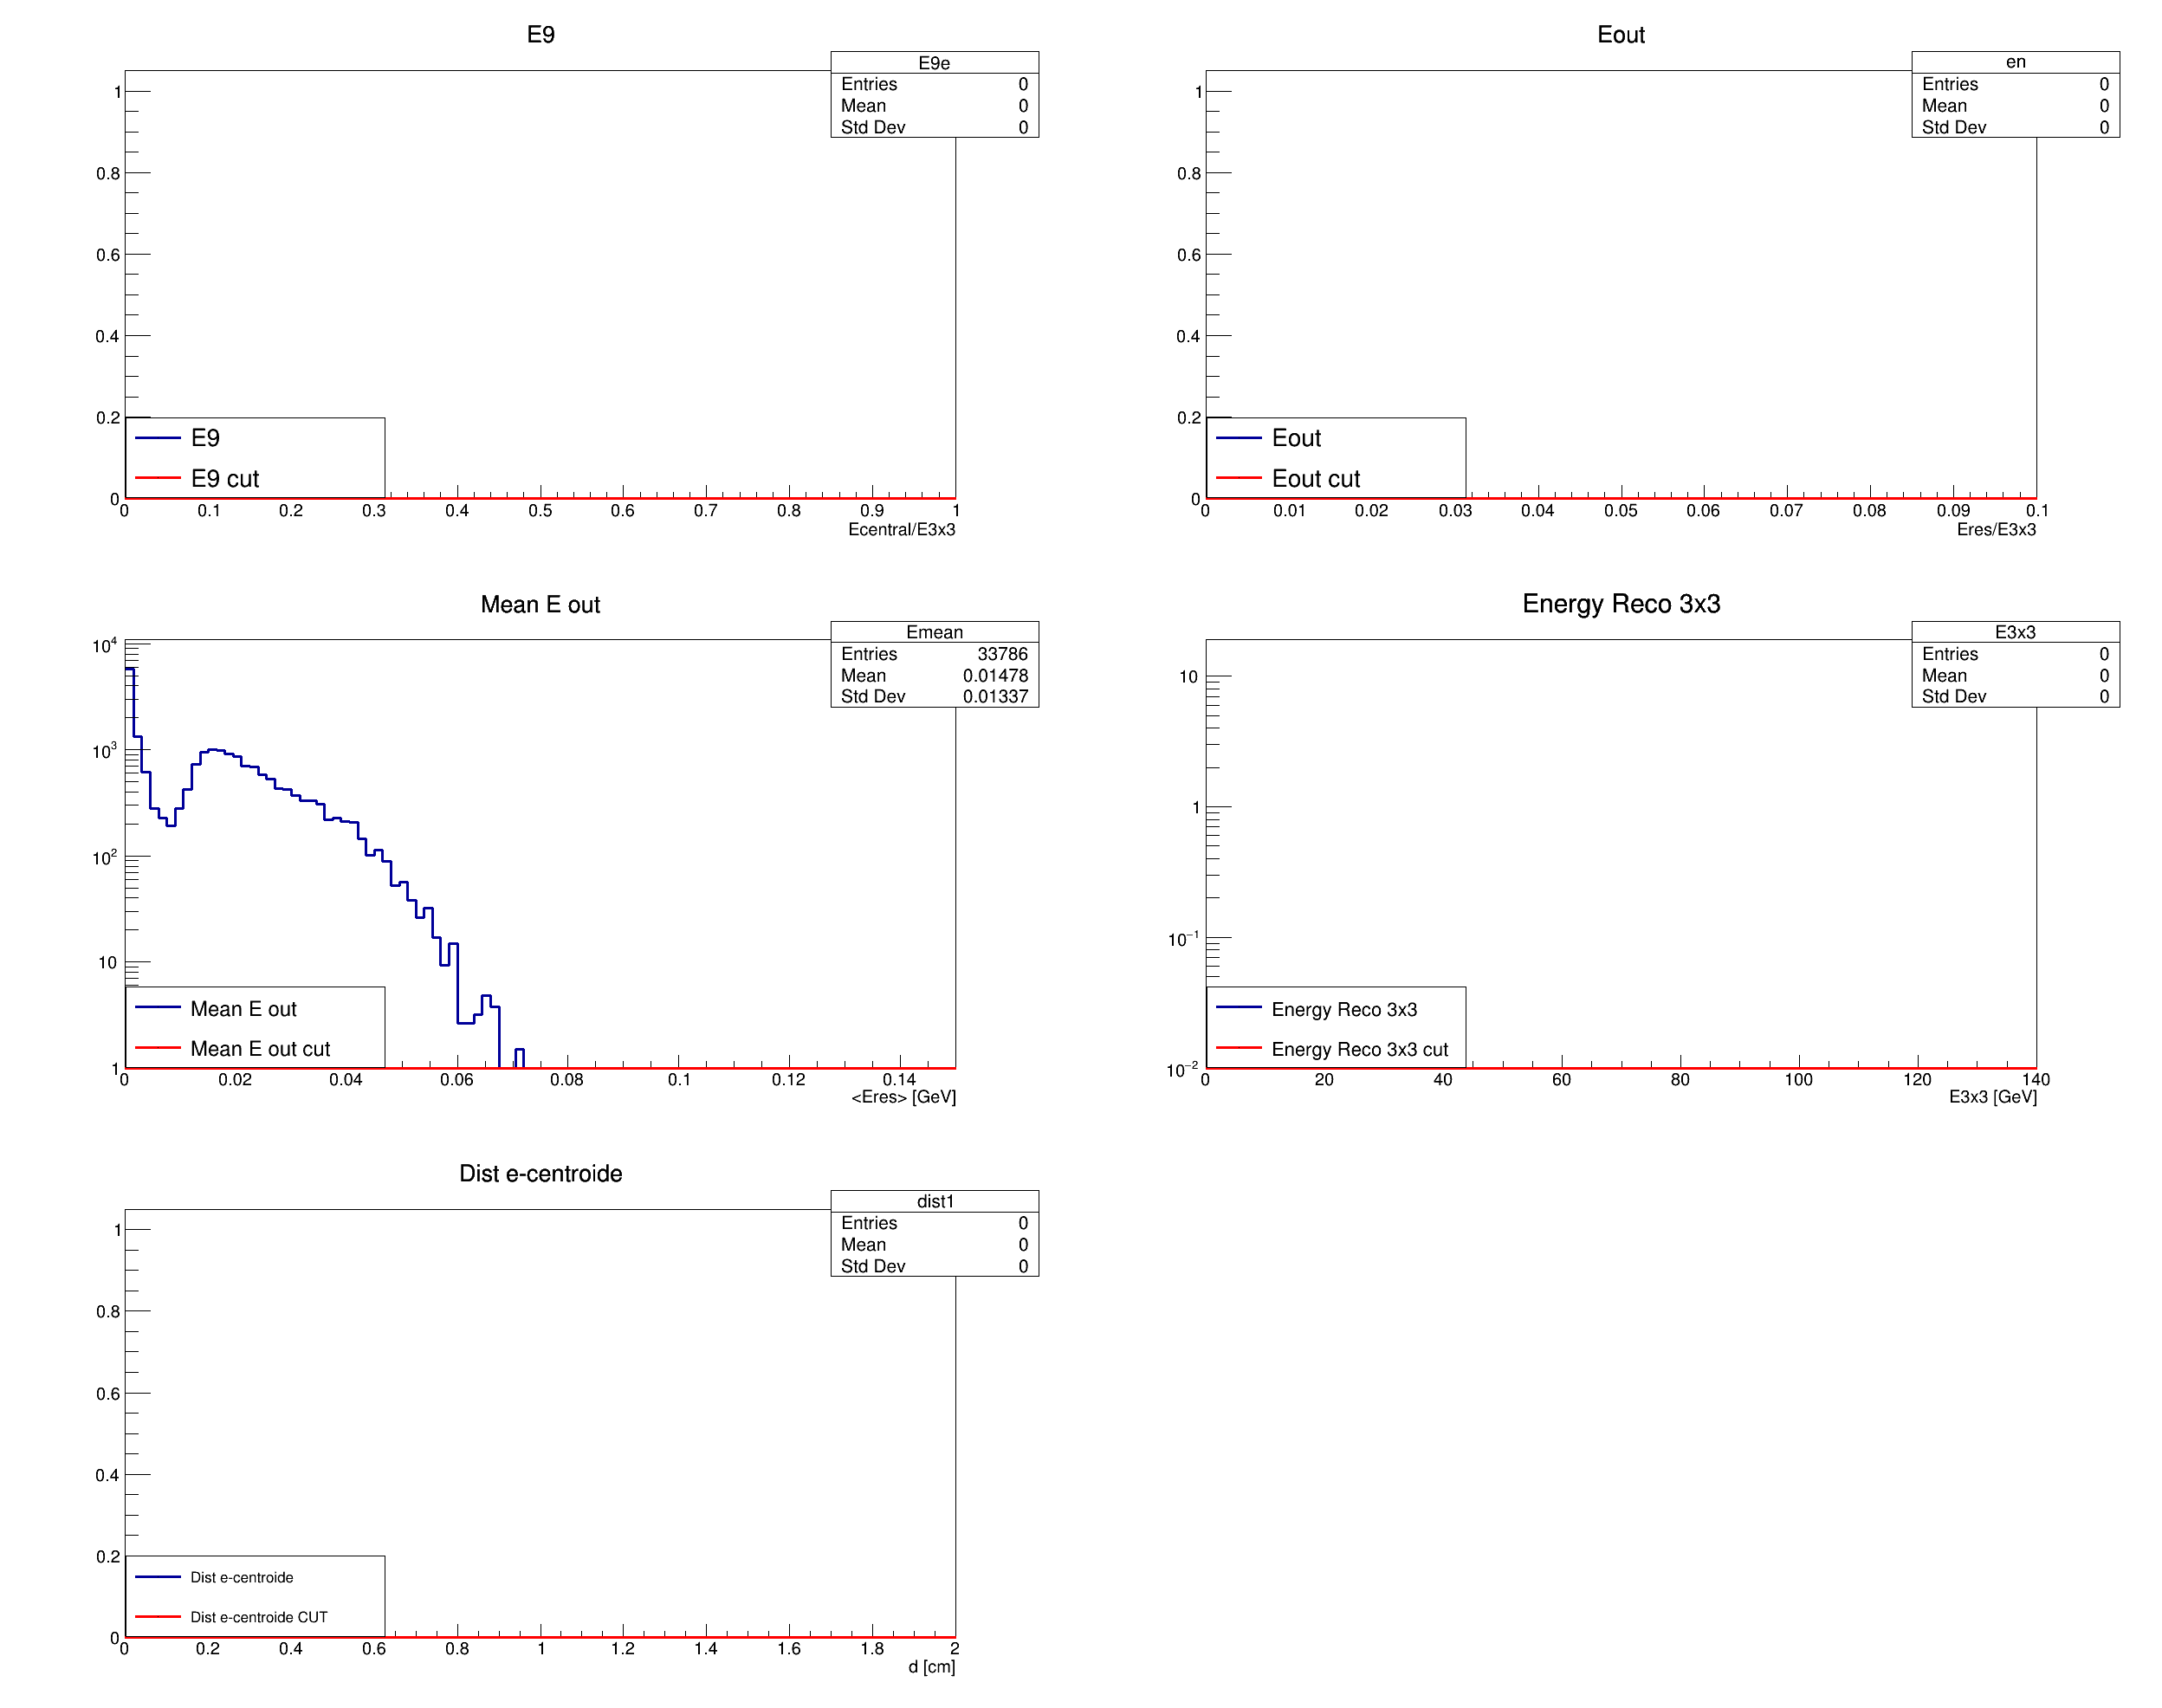 E9
E9e
Entries 0
Mean 0
Std Dev 0
1
0.8
0.6
0.4
0.2
0
E9
E9 cut
0 0.1 0.2 0.3 0.4 0.5 0.6 0.7 0.8 0.9 1
Ecentral/E3x3
Eout
en
Entries 0
Mean 0
Std Dev 0
1
0.8
0.6
0.4
0.2
0
Eout
Eout cut
0 0.01 0.02 0.03 0.04 0.05 0.06 0.07 0.08 0.09 0.1
Eres/E3x3
Mean E out
Emean
Entries 33786
Mean 0.01478
Std Dev 0.01337
10⁴
10³
10²
10
1
Mean E out
Mean E out cut
0 0.02 0.04 0.06 0.08 0.1 0.12 0.14
<Eres> [GeV]
Energy Reco 3x3
E3x3
Entries 0
Mean 0
Std Dev 0
10
1
10⁻¹
10⁻²
Energy Reco 3x3
Energy Reco 3x3 cut
0 20 40 60 80 100 120 140
E3x3 [GeV]
Dist e-centroide
dist1
Entries 0
Mean 0
Std Dev 0
1
0.8
0.6
0.4
0.2
0
Dist e-centroide
Dist e-centroide CUT
0 0.2 0.4 0.6 0.8 1 1.2 1.4 1.6 1.8 2
d [cm]